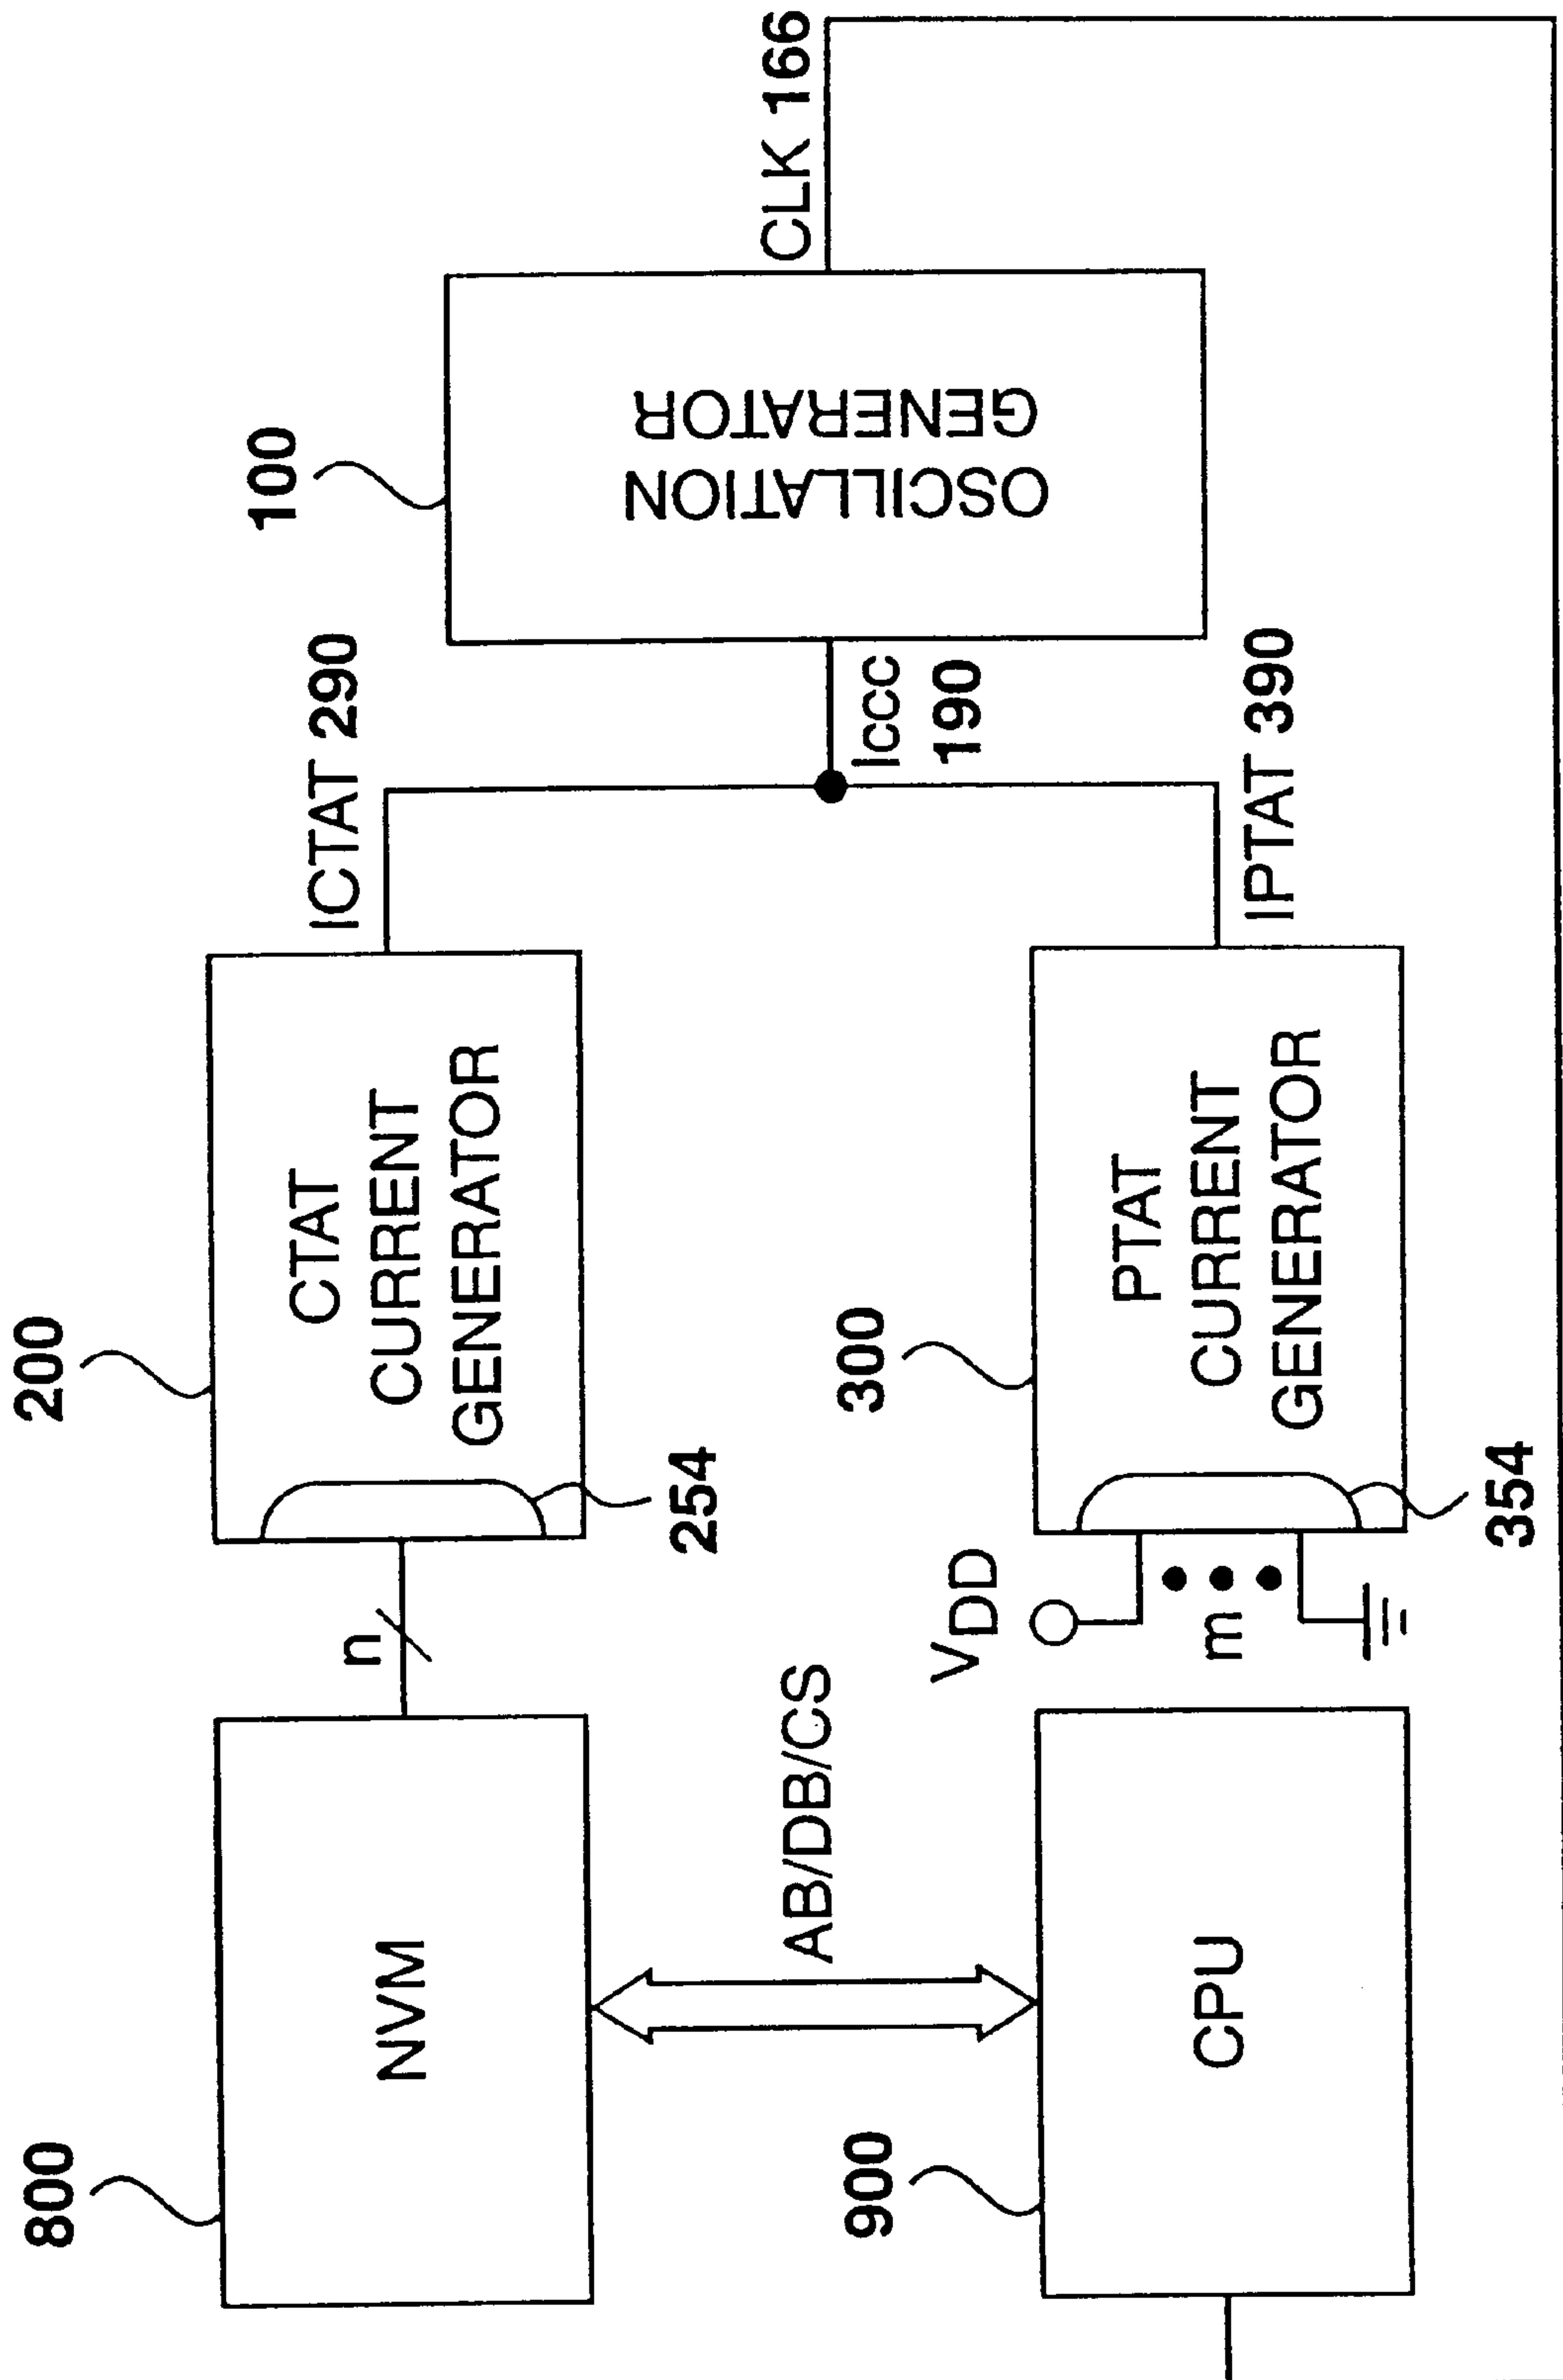 800
NVM
n
200
CTAT
CURRENT
GENERATOR
254
ICTAT 290
100
OSCILLATION
GENERATOR
CLK 166
ICCC
190
AB/DB/CS
900
CPU
VDD
m
300
PTAT
CURRENT
GENERATOR
354
IPTAT 390